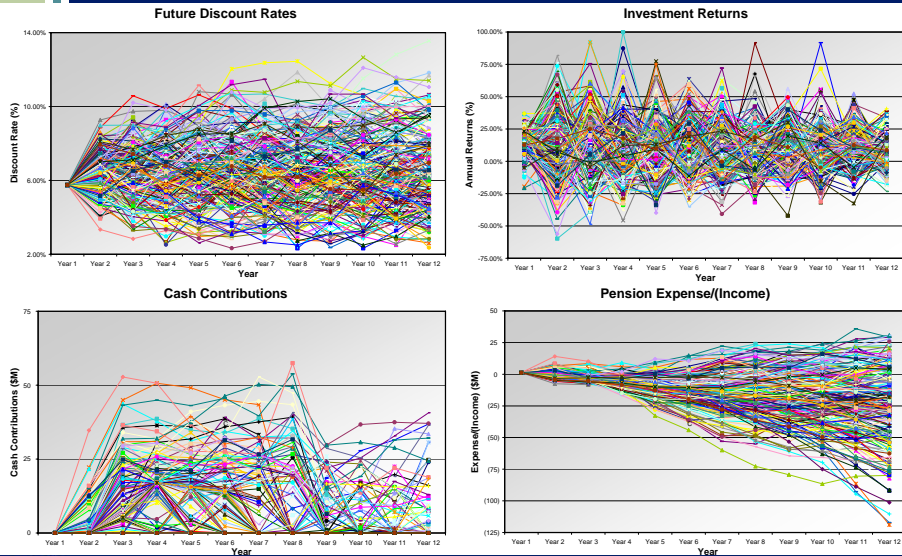 Future Discount Rates
14.00%
10.00%
6.00%
2.00%
Discount Rate (%)
Year 1 Year 2 Year 3 Year 4 Year 5 Year 6 Year 7 Year 8 Year 9 Year 10 Year 11 Year 12
Year
Investment Returns
100.00%
75.00%
50.00%
25.00%
0.00%
-25.00%
-50.00%
-75.00%
Annual Returns (%)
Year 1 Year 2 Year 3 Year 4 Year 5 Year 6 Year 7 Year 8 Year 9 Year 10 Year 11 Year 12
Year
Cash Contributions
75
50
25
0
Cash Contributions ($M)
Year 1 Year 2 Year 3 Year 4 Year 5 Year 6 Year 7 Year 8 Year 9 Year 10 Year 11 Year 12
Year
Pension Expense/(Income)
50
25
0
(25)
(50)
(75)
(100)
(125)
Expense/(Income) ($M)
Year 1 Year 2 Year 3 Year 4 Year 5 Year 6 Year 7 Year 8 Year 9 Year 10 Year 11 Year 12
Year